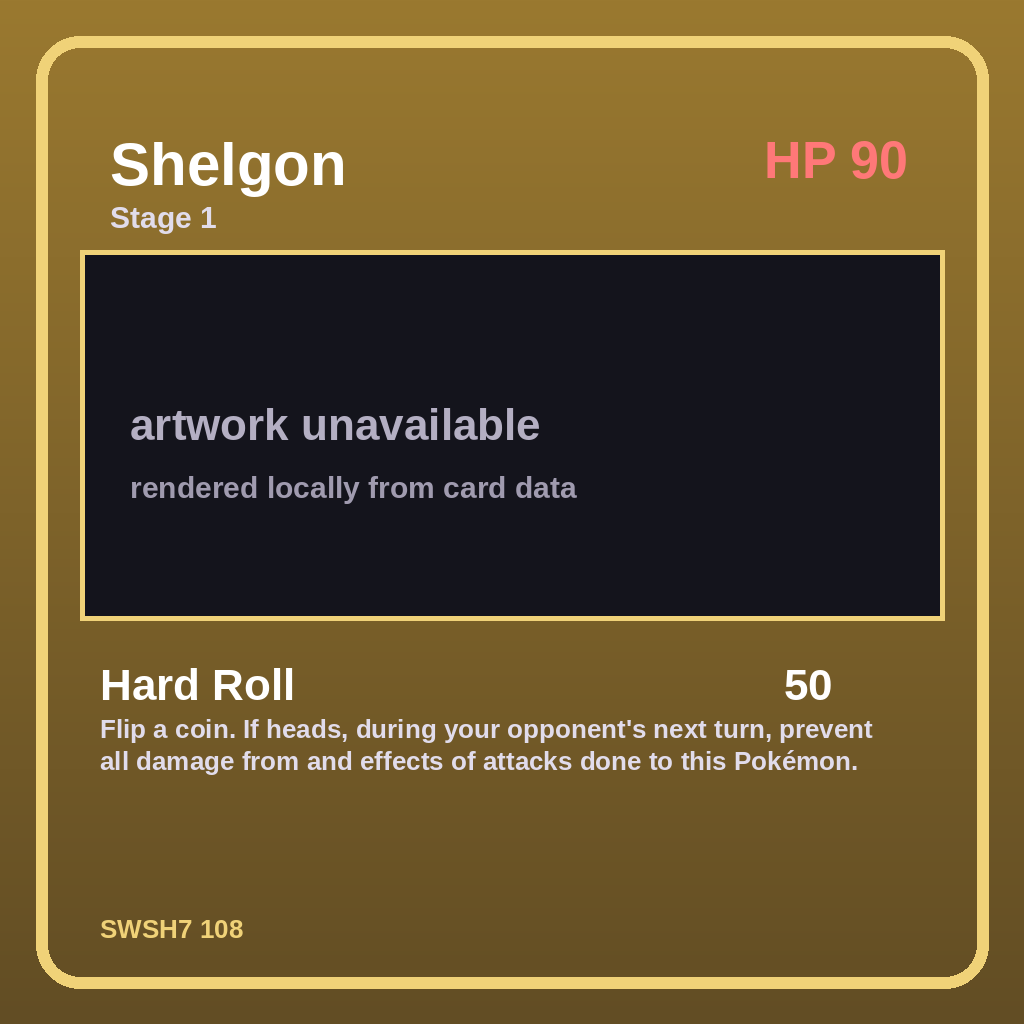 Shelgon
HP 90
Stage 1
artwork unavailable
rendered locally from card data
Hard Roll
50
Flip a coin. If heads, during your opponent's next turn, prevent
all damage from and effects of attacks done to this Pokémon.
SWSH7 108